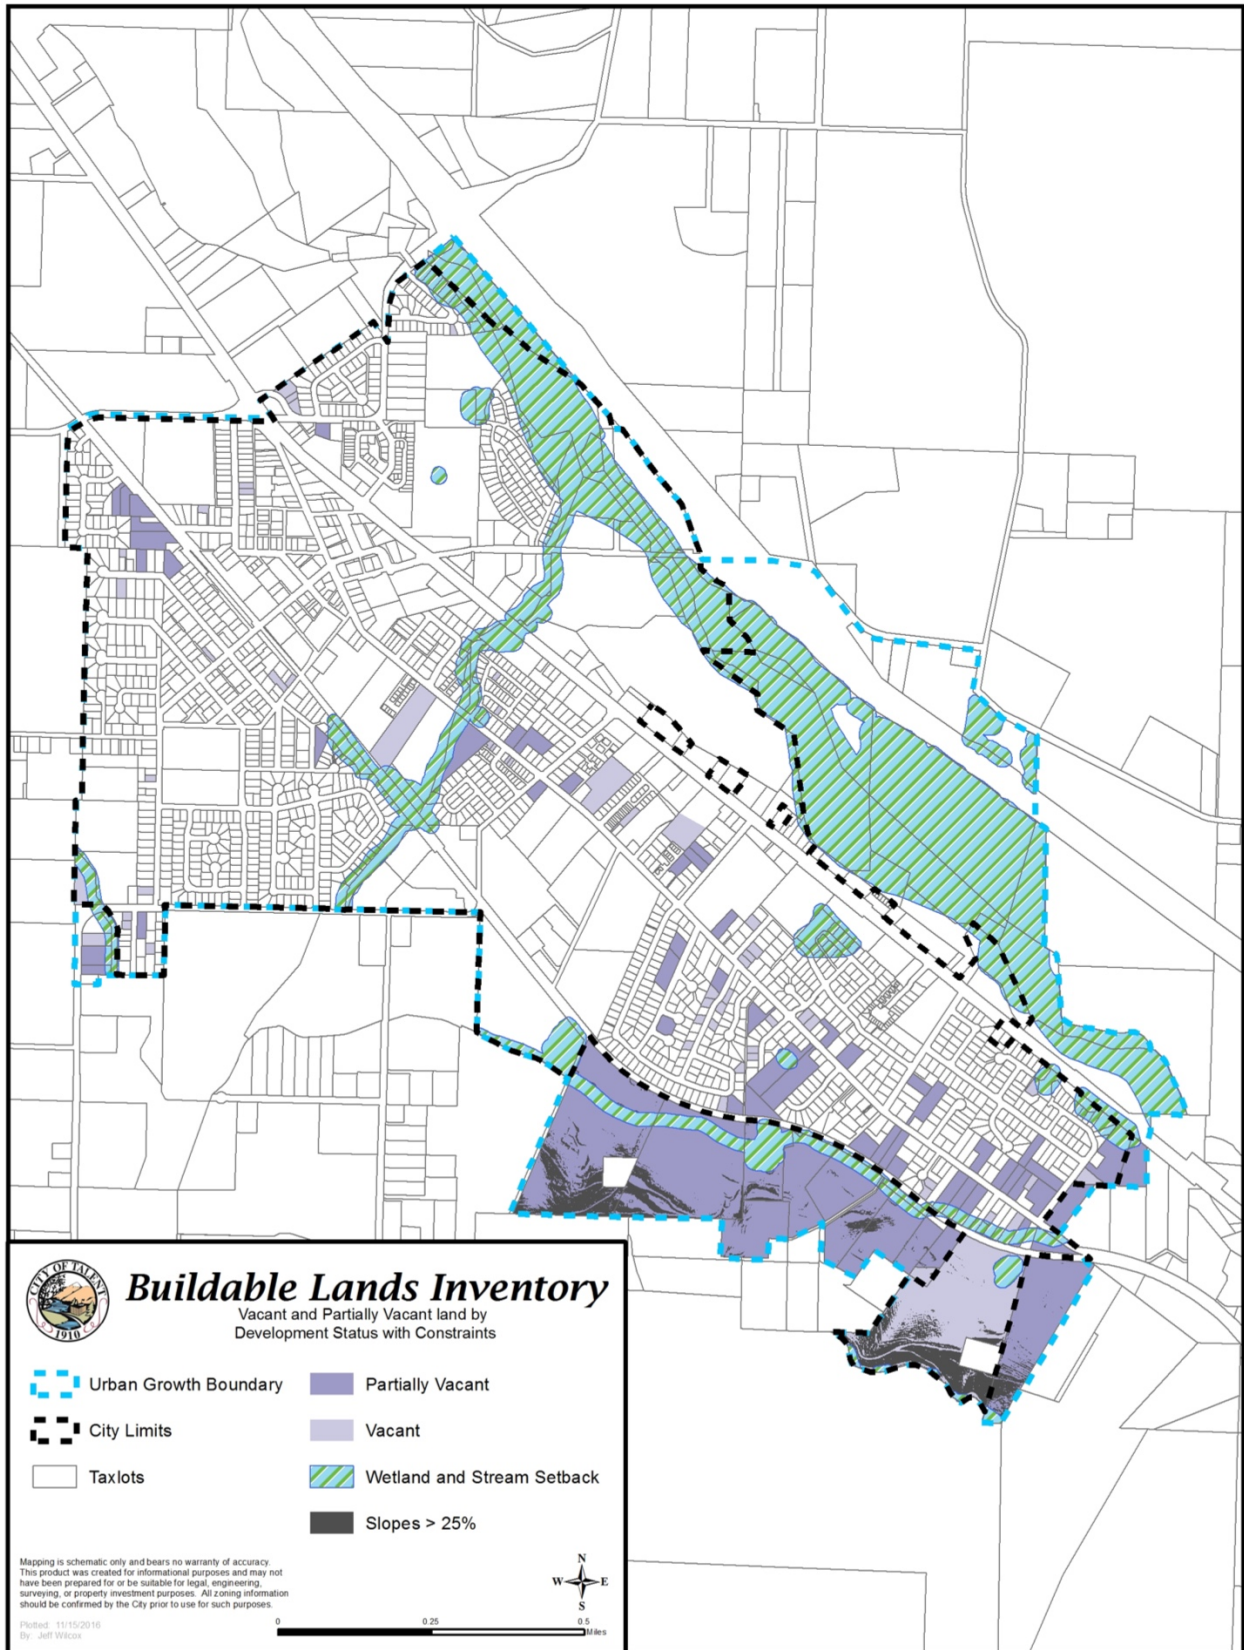 CITY OF TALENT
1910
Buildable Lands Inventory
Vacant and Partially Vacant land by
Development Status with Constraints
Urban Growth Boundary
Partially Vacant
City Limits
Vacant
Taxlots
Wetland and Stream Setback
Slopes > 25%
Mapping is schematic only and bears no warranty of accuracy.
This product was created for informational purposes and may not
have been prepared for or be suitable for legal, engineering,
surveying, or property investment purposes. All zoning information
should be confirmed by the City prior to use for such purposes.
Plotted: 11/15/2016
By: Jeff Wilcox
N
W E
S
0 0.25 0.5
Miles